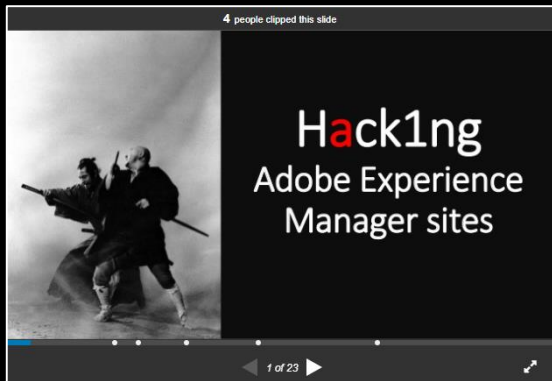 4 people clipped this slide
Hack1ng
Adobe Experience
Manager sites
1 of 23